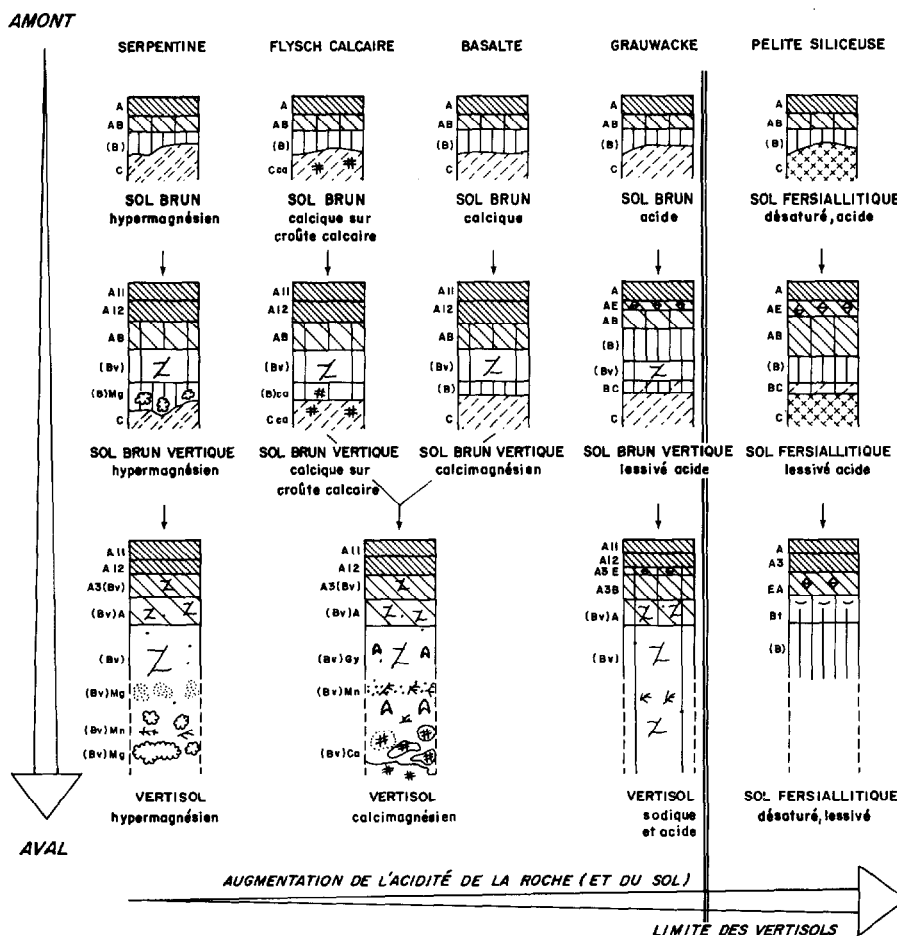 AMONT
SERPENTINE
FLYSCH CALCAIRE
BASALTE
GRAUWACKE
PELITE SILICEUSE
A
AB
(B)
C
A
AB
(B)
Cca
A
AB
(B)
C
A
AB
(B)
C
A
AB
(B)
C
SOL BRUN
hypermagnésien
SOL BRUN
calcique sur
croûte calcaire
SOL BRUN
calcique
SOL BRUN
acide
SOL FERSIALLITIQUE
désaturé, acide
A11
A12
AB
(Bv)
(B)Mg
C
A11
A12
AB
(Bv)
(B)ca
Cca
A11
A12
AB
(Bv)
(B)
C
A11
AE
AB
(B)
(Bv)
BC
C
A
AE
AB
(B)
BC
C
SOL BRUN VERTIQUE
hypermagnésien
SOL BRUN VERTIQUE
calcique sur
croûte calcaire
SOL BRUN VERTIQUE
calcimagnésien
SOL BRUN VERTIQUE
lessivé acide
SOL FERSIALLITIQUE
lessivé acide
A11
A12
A3(Bv)
(Bv)A
(Bv)
(Bv)Mg
(Bv)Mn
(Bv)Mg
A11
A12
A3(Bv)
(Bv)A
(Bv)Gy
(Bv)Mn
(Bv)Ca
A11
A12
A3E
A3B
(Bv)A
(Bv)
A
A3
EA
Bt
(B)
VERTISOL
hypermagnésien
VERTISOL
calcimagnésien
VERTISOL
sodique
et acide
SOL FERSIALLITIQUE
désaturé, lessivé
AVAL
AUGMENTATION DE L'ACIDITÉ DE LA ROCHE (ET DU SOL)
LIMITE DES VERTISOLS